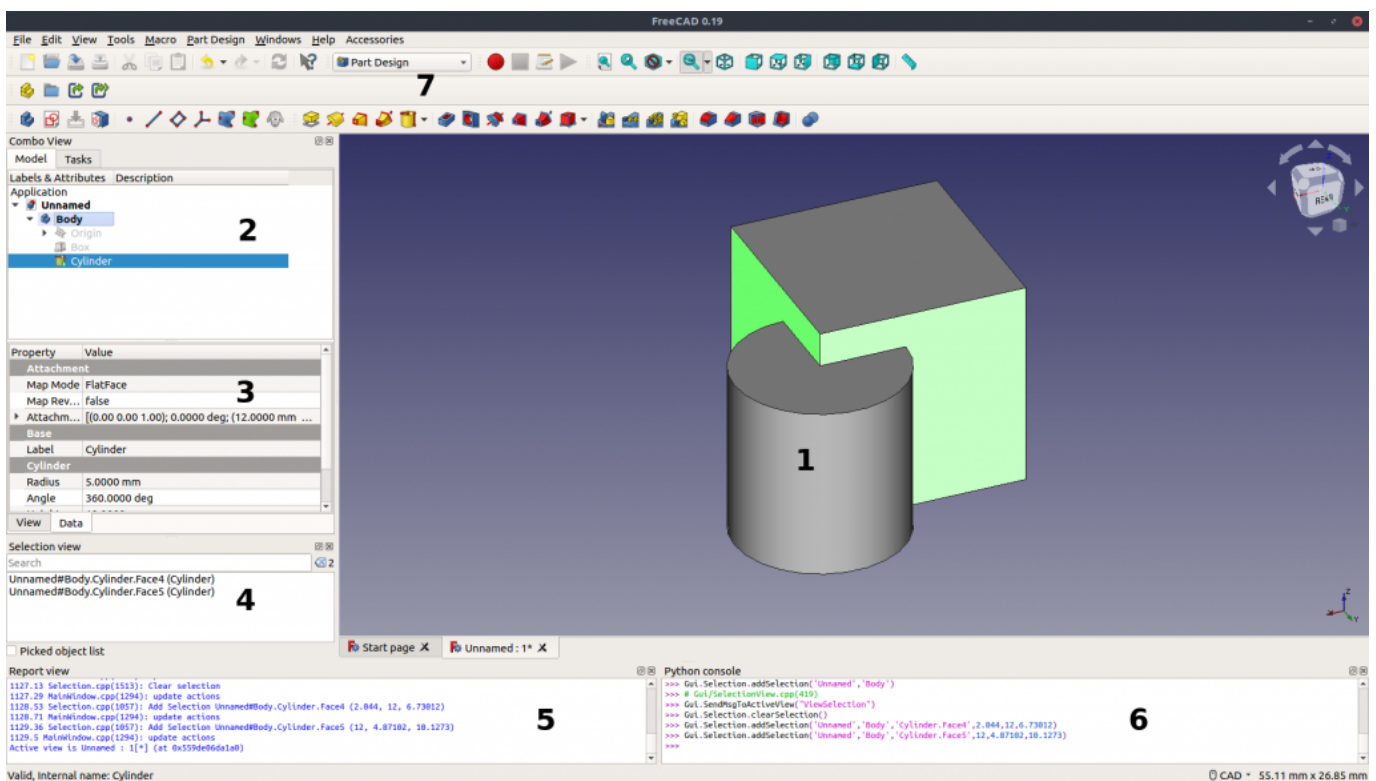 FreeCAD 0.19
File Edit View Tools Macro Part Design Windows Help Accessories
Part Design
7
Combo View
Model Tasks
Labels & Attributes Description
Application
Unnamed
Body
Origin
Box
Cylinder
2
Property Value
Attachment
Map Mode FlatFace
Map Rev... false
Attachm... [(0.00 0.00 1.00); 0.0000 deg; (12.0000 mm ...
Base
Label Cylinder
Cylinder
Radius 5.0000 mm
Angle 360.0000 deg
3
View Data
Selection view
Search 2
Unnamed#Body.Cylinder.Face4 (Cylinder)
Unnamed#Body.Cylinder.Face5 (Cylinder)
4
Picked object list
1
REAR
Z
Y
Start page
Unnamed : 1*
Report view
1127.13 Selection.cpp(1513): Clear selection
1127.29 MainWindow.cpp(1294): update actions
1128.53 Selection.cpp(1057): Add Selection Unnamed#Body.Cylinder.Face4 (2.044, 12, 6.73012)
1128.71 MainWindow.cpp(1294): update actions
1129.36 Selection.cpp(1057): Add Selection Unnamed#Body.Cylinder.Face5 (12, 4.87102, 10.1273)
1129.5 MainWindow.cpp(1294): update actions
Active view is Unnamed : 1[*] (at 0x559de06da1a0)
5
Python console
>>> Gui.Selection.addSelection('Unnamed','Body')
>>> # Gui/SelectionView.cpp(419)
>>> Gui.SendMsgToActiveView("ViewSelection")
>>> Gui.Selection.clearSelection()
>>> Gui.Selection.addSelection('Unnamed','Body','Cylinder.Face4',2.044,12,6.73012)
>>> Gui.Selection.addSelection('Unnamed','Body','Cylinder.Face5',12,4.87102,10.1273)
>>>
6
Valid, Internal name: Cylinder
CAD 55.11 mm x 26.85 mm